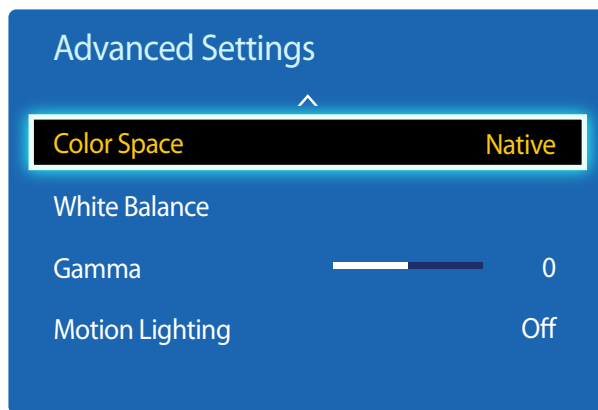 Advanced Settings
Color Space Native
White Balance
Gamma 0
Motion Lighting Off